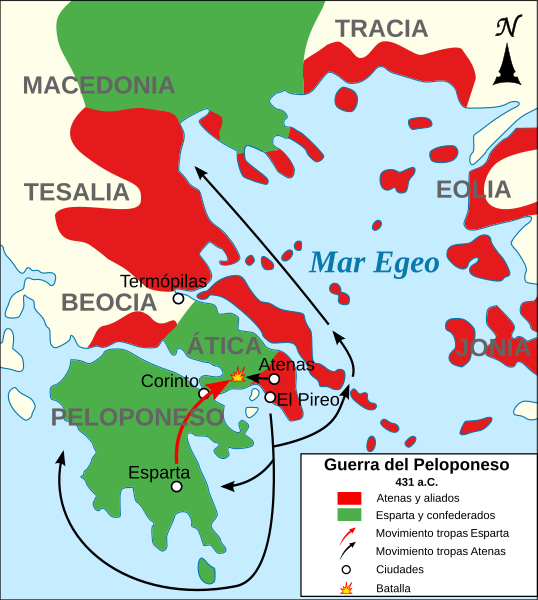 N
TRACIA
MACEDONIA
TESALIA
EOLIA
Mar Egeo
Termópilas
BEOCIA
ÁTICA
JONIA
Atenas
Corinto
El Pireo
PELOPONESO
Esparta
Guerra del Peloponeso
431 a.C.
Atenas y aliados
Esparta y confederados
Movimiento tropas Esparta
Movimiento tropas Atenas
Ciudades
Batalla